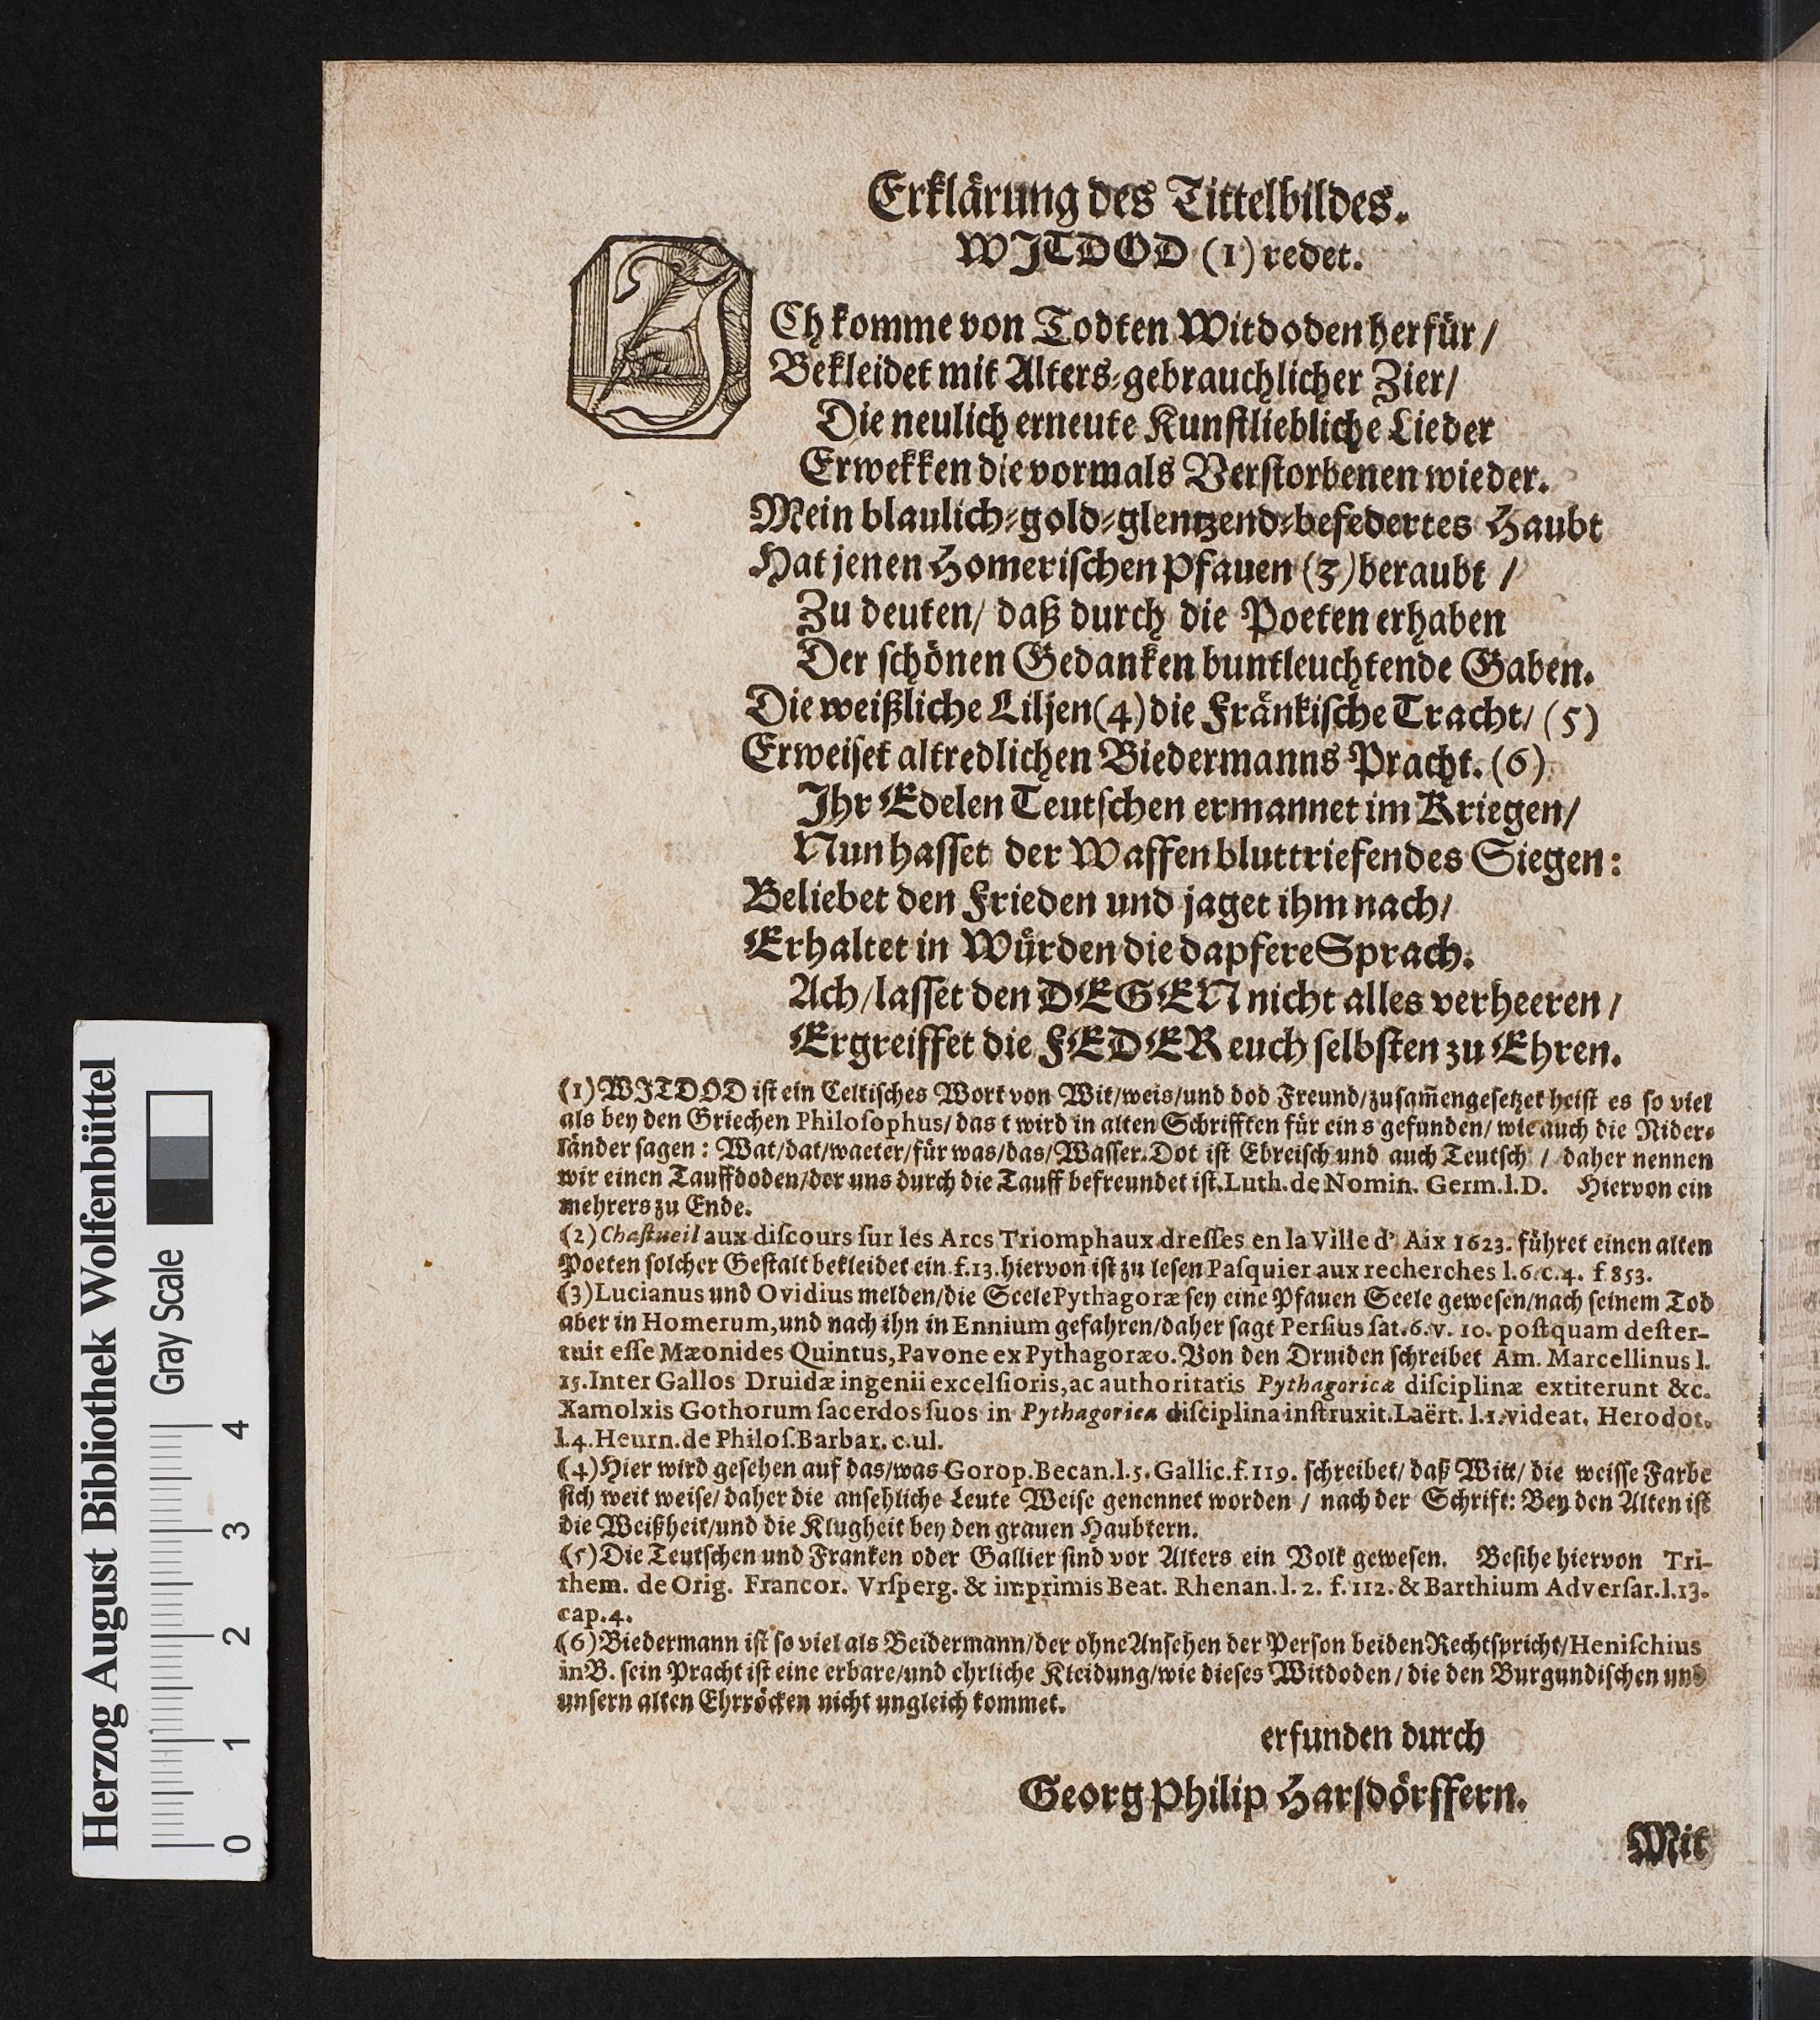 Erklärung des Tittelbildes.
WJTDOD (1) redet.
JCh komme von Todten Witdoden herfür /
Bekleidet mit Alters-gebrauchlicher Zier/
Die neulich erneute Kunstliebliche Lieder
Erwekken die vormals Verstorbenen wieder.
Mein blaulich-gold-glentzend-befedertes Haubt
Hat jenen Homerischen Pfauen (3) beraubt /
Zu deuten/ daß durch die Poeten erhaben
Der schönen Gedanken buntleuchtende Gaben.
Die weißliche Liljen (4) die Fränkische Tracht/ (5)
Erweiset altredlichen Biedermanns Pracht. (6)
Jhr Edelen Teutschen ermannet im Kriegen/
Nun hasset der Waffen bluttriefendes Siegen:
Beliebet den Frieden und jaget ihm nach/
Erhaltet in Würden die dapfere Sprach.
Ach/ lasset den DEGEN nicht alles verheeren /
Ergreiffet die FEDER euch selbsten zu Ehren.
(1) WJTDOD ist ein Celtisches Wort von Wit/weis/und dod Freund/zusam̃engesetzet heist es so viel
als bey den Griechen Philosophus/ das t wird in alten Schrifften für ein s gefunden/ wie auch die Nider-
länder sagen: Wat/dat/waeter/für was/das/Wasser. Dot ist Ebreisch und auch Teutsch / daher nennen
wir einen Tauffdoden/der uns durch die Tauff befreundet ist. Luth. de Nomin. Germ. l. D. Hiervon ein
mehrers zu Ende.
(2) Chasteuil aux discours sur les Arcs Triomphaux dresses en la Ville d' Aix 1623. führet einen alten
Poeten solcher Gestalt bekleidet ein. f. 13. hiervon ist zu lesen Pasquier aux recherches l. 6. c. 4. f 853.
(3) Lucianus und Ovidius melden/die Seele Pythagoræ sey eine Pfauen Seele gewesen/nach seinem Tod
aber in Homerum, und nach ihn in Ennium gefahren/daher sagt Persius sat. 6. v. 10. postquam dester-
tuit esse Mæonides Quintus, Pavone ex Pythagoræo. Von den Druiden schreibet Am. Marcellinus l.
15. Inter Gallos Druidæ ingenii excelsioris, ac authoritatis Pythagoricæ disciplinæ extiterunt &c.
Xamolxis Gothorum sacerdos suos in Pythagorica disciplina instruxit. Laërt. l. 1. videat. Herodot.
l. 4. Heurn. de Philos. Barbar. c. ul.
(4) Hier wird gesehen auf das/was Gorop. Becan. l. 5. Gallic. f. 119. schreibet/ daß Witt/ die weisse Farbe
sich weit weise/ daher die ansehliche Leute Weise genennet worden / nach der Schrift: Bey den Alten ist
die Weißheit/und die Klugheit bey den grauen Haubtern.
(5) Die Teutschen und Franken oder Gallier sind vor Alters ein Volk gewesen. Besihe hiervon Tri-
them. de Orig. Francor. Vrsperg. & imprimis Beat. Rhenan. l. 2. f. 112. & Barthium Adversar. l. 13.
cap. 4.
(6) Biedermann ist so viel als Beidermann/der ohne Ansehen der Person beiden Recht spricht/ Henischius
in B. sein Pracht ist eine erbare/und ehrliche Kleidung/wie dieses Witdoden/ die den Burgundischen und
unsern alten Ehrröcken nicht ungleich kommet.
erfunden durch
Georg Philip Harsdörffern.
Mit
Herzog August Bibliothek Wolfenbüttel
Gray Scale
0 1 2 3 4